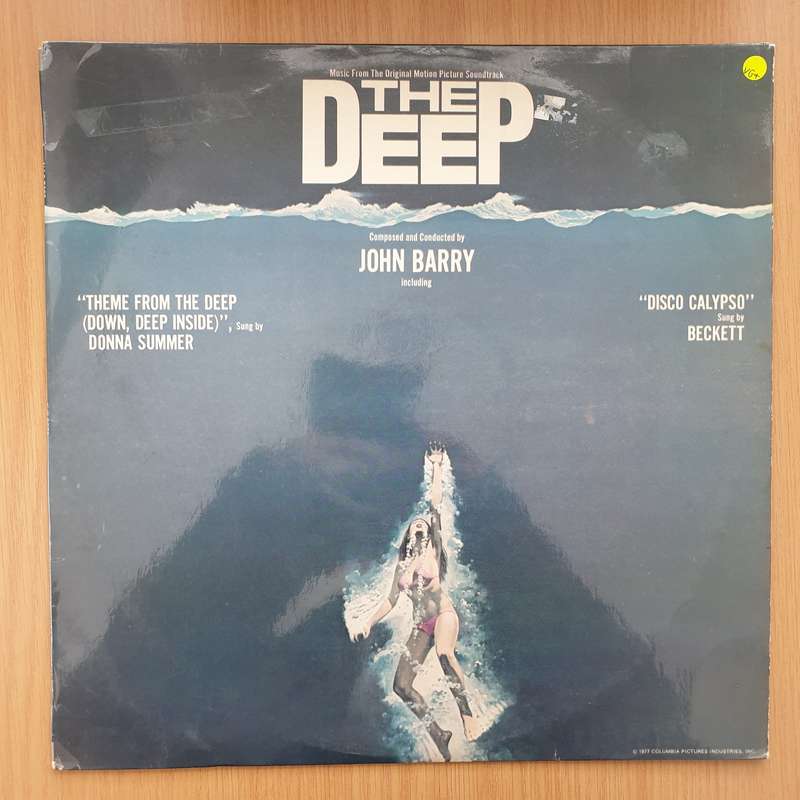 Music From The Original Motion Picture Soundtrack
THE
DEEP
VG+
Composed and Conducted by
JOHN BARRY
including
"THEME FROM THE DEEP
(DOWN, DEEP INSIDE)", Sung by
DONNA SUMMER
"DISCO CALYPSO"
Sung by
BECKETT
© 1977 COLUMBIA PICTURES INDUSTRIES, INC.